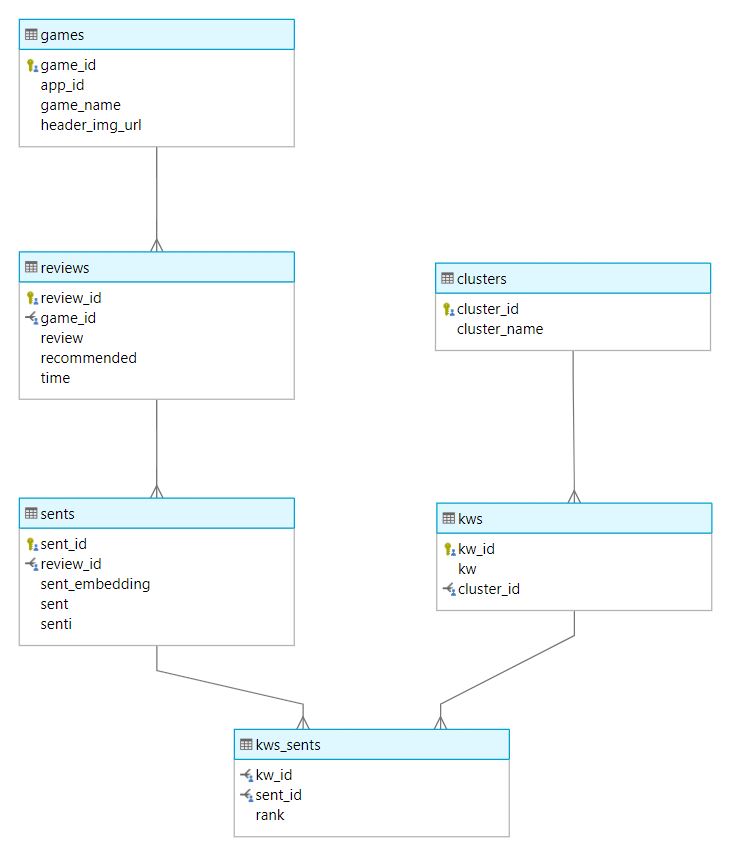 games
game_id
app_id
game_name
header_img_url
reviews
review_id
game_id
review
recommended
time
clusters
cluster_id
cluster_name
sents
sent_id
review_id
sent_embedding
sent
senti
kws
kw_id
kw
cluster_id
kws_sents
kw_id
sent_id
rank